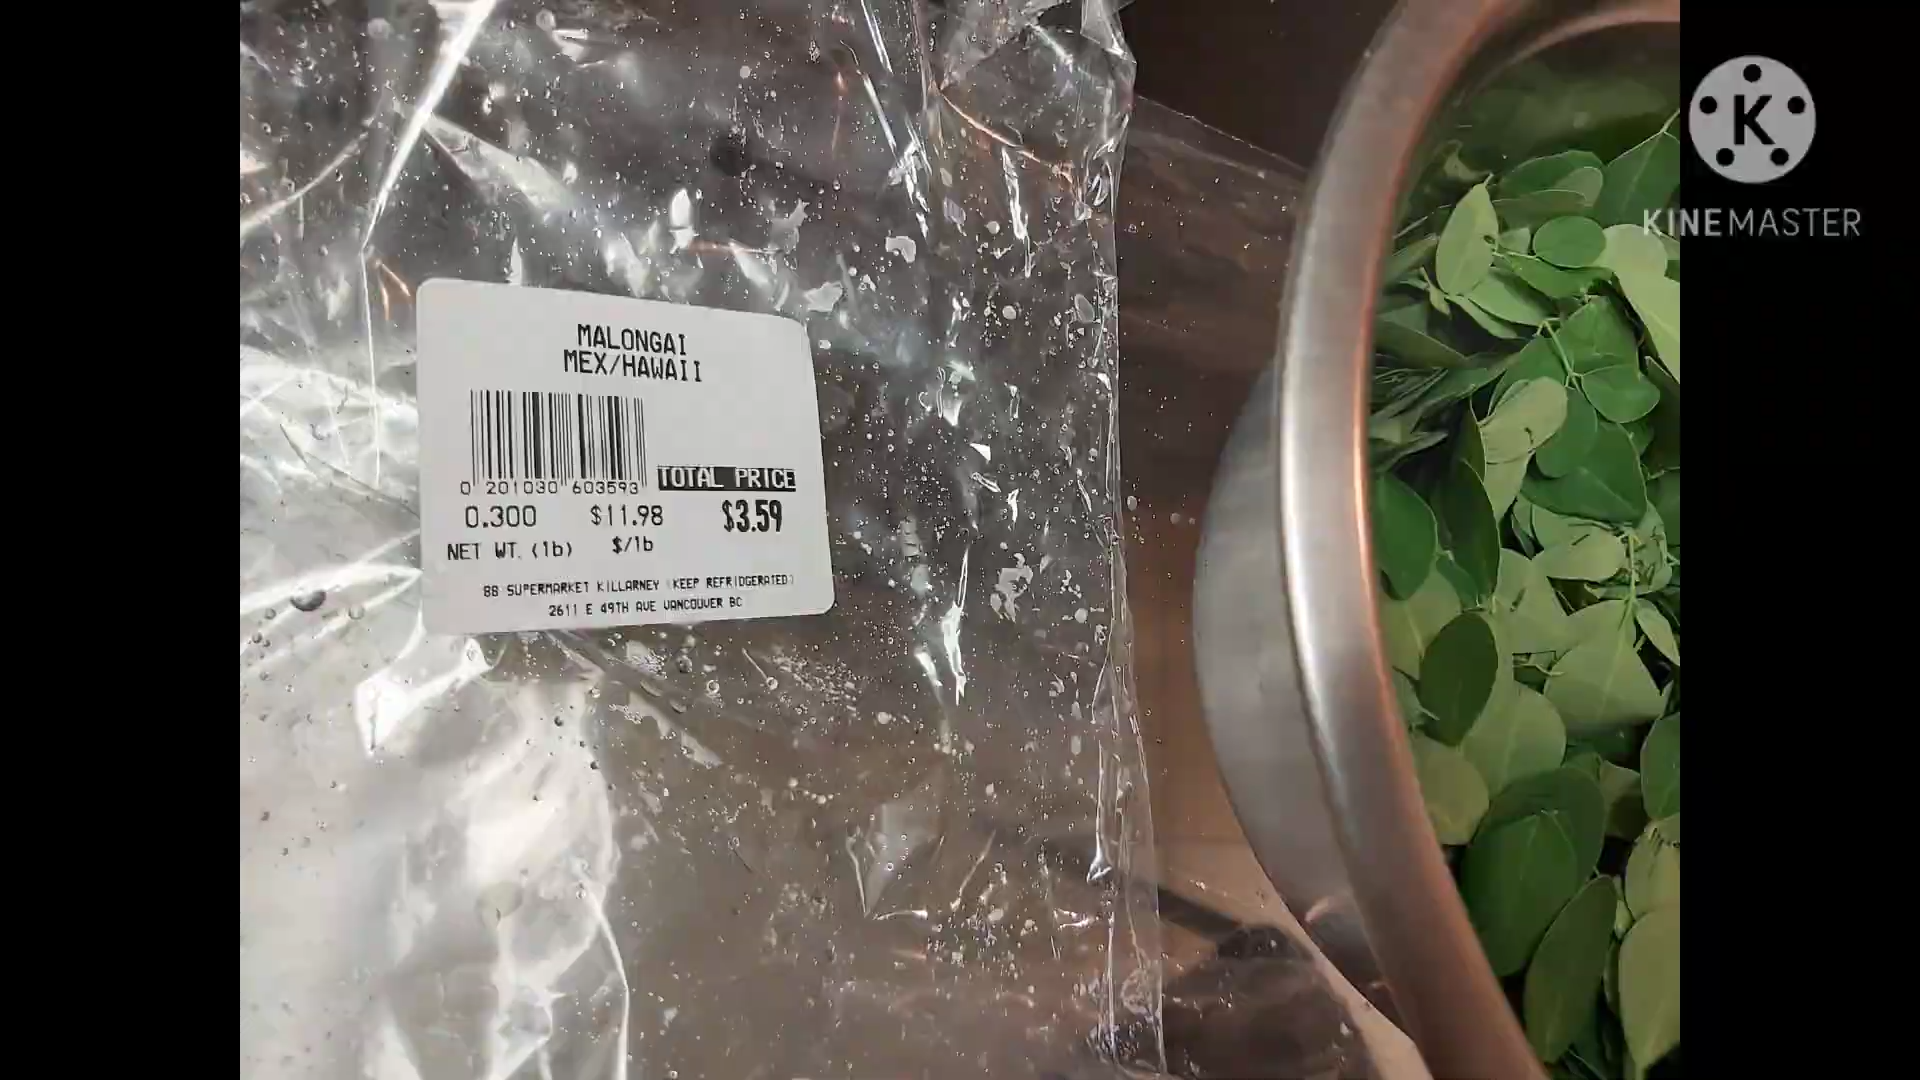 MALONGAI
MEX/HAWAII
0 201030 603593
TOTAL PRICE
0.300 $11.98 $3.59
NET WT. (lb) $/lb
88 SUPERMARKET KILLARNEY (KEEP REFRIDGERATED)
2611 E 49TH AVE VANCOUVER BC
K
KINEMASTER